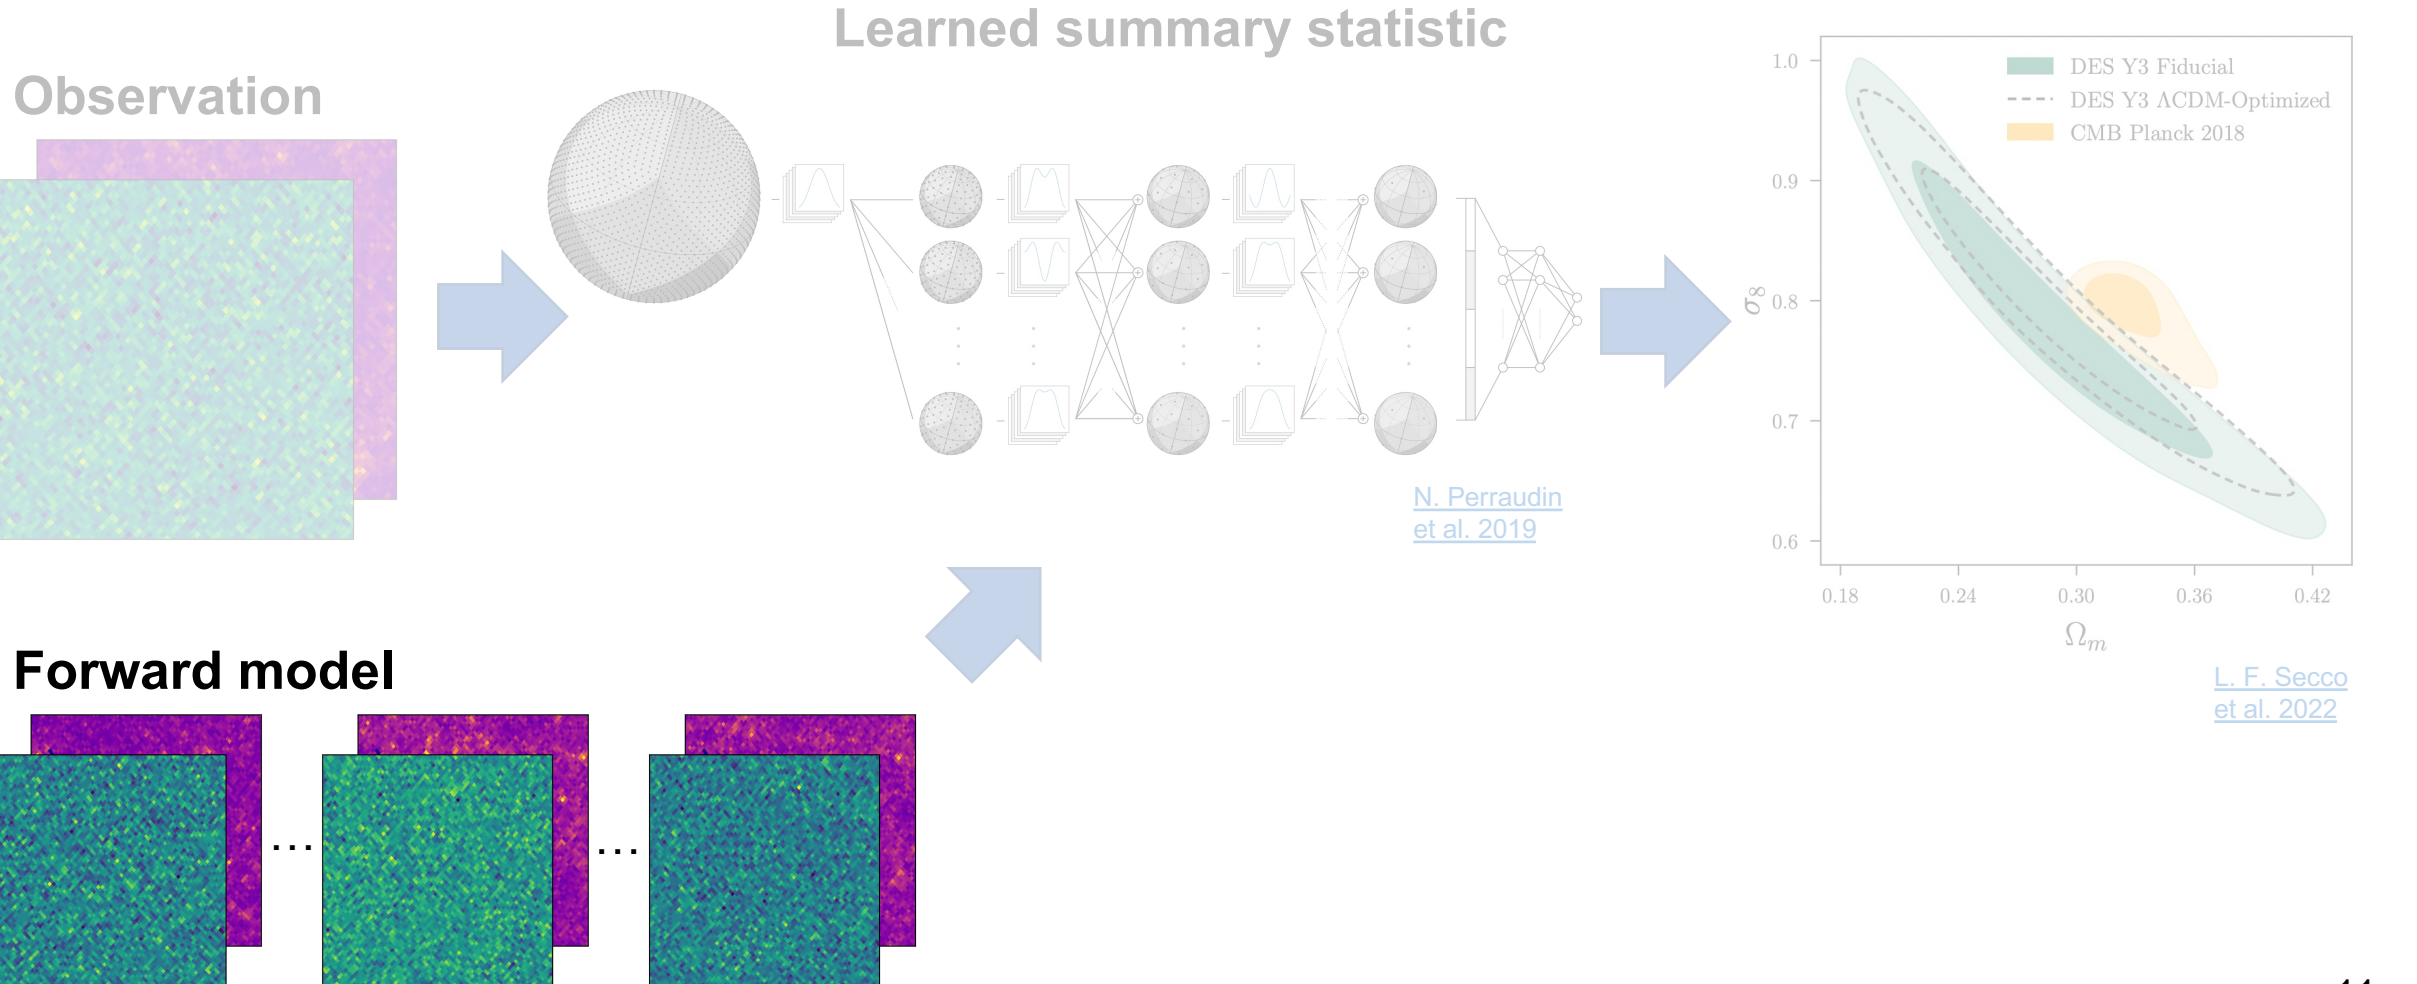 Learned summary statistic
Observation
N. Perraudin
et al. 2019
1.0
0.9
0.8
0.7
0.6
σ8
DES Y3 Fiducial
DES Y3 ΛCDM-Optimized
CMB Planck 2018
0.18 0.24 0.30 0.36 0.42
Ωm
L. F. Secco
et al. 2022
Forward model
... ...